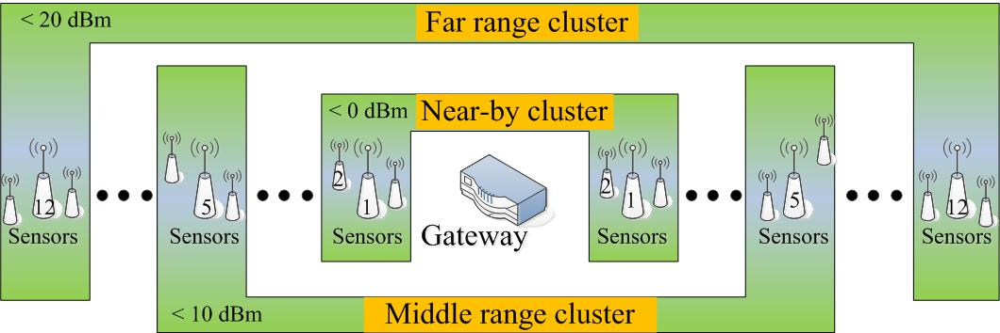 < 20 dBm
Far range cluster
< 0 dBm
Near-by cluster
12
5
2
1
2
1
5
12
Sensors
Sensors
Sensors
Gateway
Sensors
Sensors
Sensors
< 10 dBm
Middle range cluster